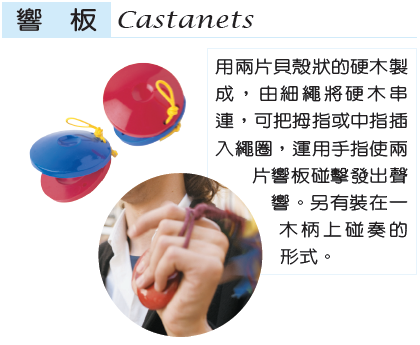 響 板 Castanets
用兩片貝殼狀的硬木製
成，由細繩將硬木串
連，可把拇指或中指插
入繩圈，運用手指使兩
片響板碰擊發出聲
響。另有裝在一
木柄上碰奏的
形式。